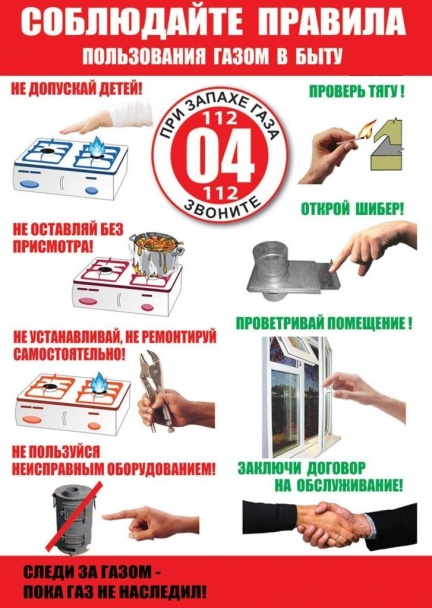 СОБЛЮДАЙТЕ ПРАВИЛА
ПОЛЬЗОВАНИЯ ГАЗОМ В БЫТУ
НЕ ДОПУСКАЙ ДЕТЕЙ!
ПРИ ЗАПАХЕ ГАЗА
112
04
112
ЗВОНИТЕ
ПРОВЕРЬ ТЯГУ !
НЕ ОСТАВЛЯЙ БЕЗ
ПРИСМОТРА!
ОТКРОЙ ШИБЕР!
НЕ УСТАНАВЛИВАЙ, НЕ РЕМОНТИРУЙ
САМОСТОЯТЕЛЬНО!
ПРОВЕТРИВАЙ ПОМЕЩЕНИЕ !
НЕ ПОЛЬЗУЙСЯ
НЕИСПРАВНЫМ ОБОРУДОВАНИЕМ!
ЗАКЛЮЧИ ДОГОВОР
НА ОБСЛУЖИВАНИЕ!
СЛЕДИ ЗА ГАЗОМ -
ПОКА ГАЗ НЕ НАСЛЕДИЛ!